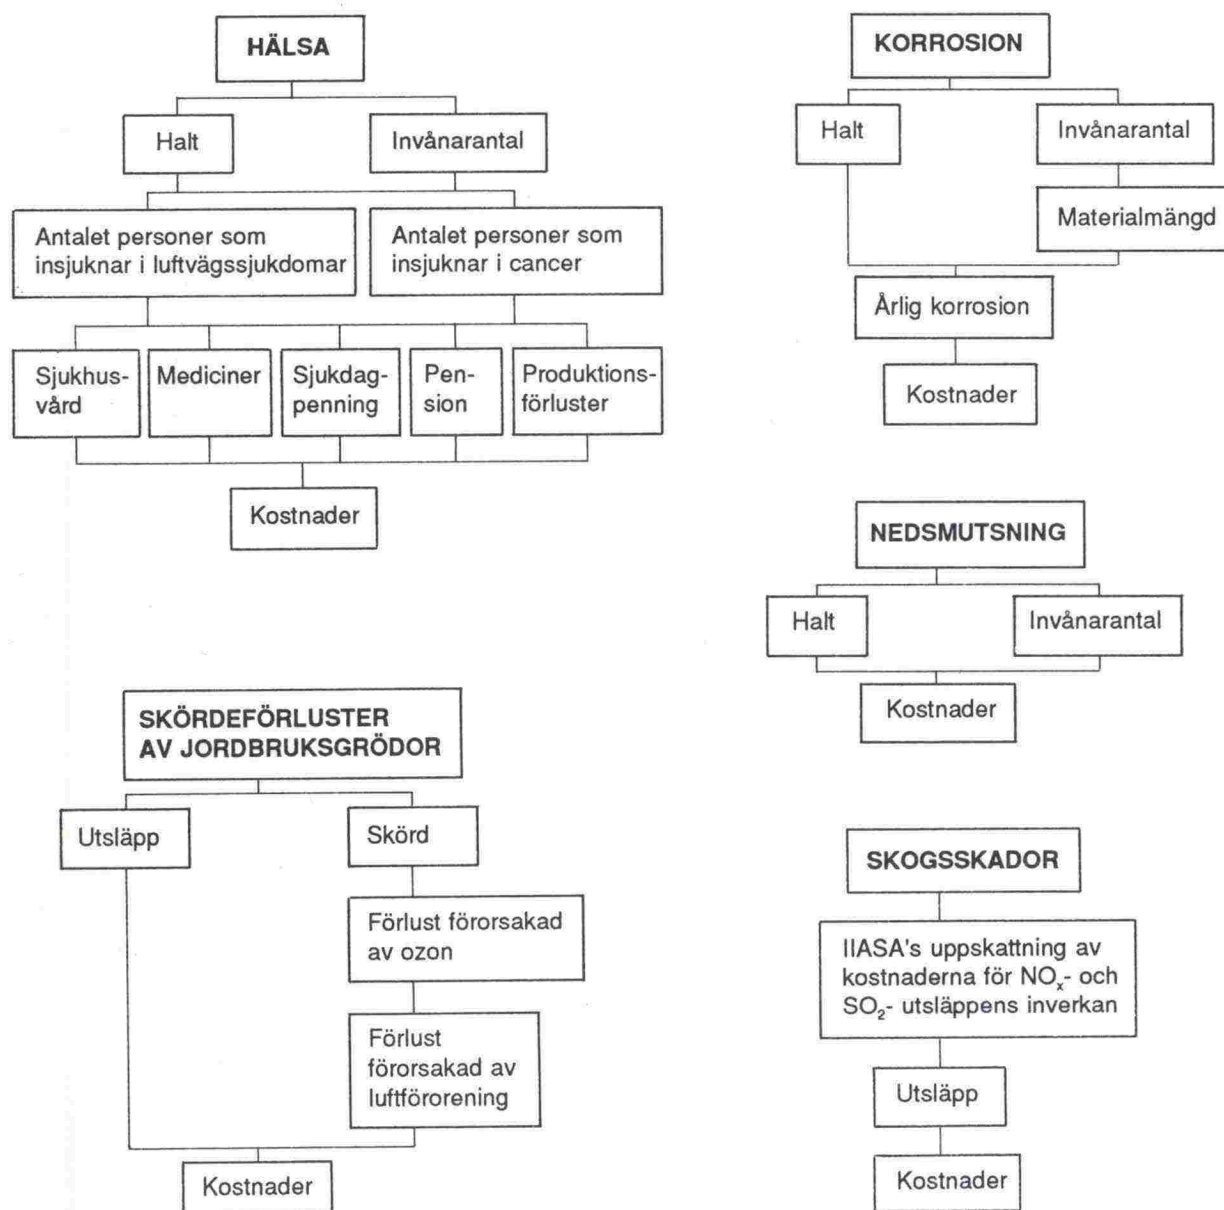 HÄLSA
Halt
Invånarantal
Antalet personer som
insjuknar i luftvägssjukdomar
Antalet personer som
insjuknar i cancer
Sjukhus-
vård
Mediciner
Sjukdag-
penning
Pen-
sion
Produktions-
förluster
Kostnader
KORROSION
Halt
Invånarantal
Materialmängd
Årlig korrosion
Kostnader
NEDSMUTSNING
Halt
Invånarantal
Kostnader
SKÖRDEFÖRLUSTER
AV JORDBRUKSGRÖDOR
Utsläpp
Skörd
Förlust förorsakad
av ozon
Förlust
förorsakad av
luftförorening
Kostnader
SKOGSSKADOR
IIASA's uppskattning av
kostnaderna för NOₓ- och
SO₂- utsläppens inverkan
Utsläpp
Kostnader